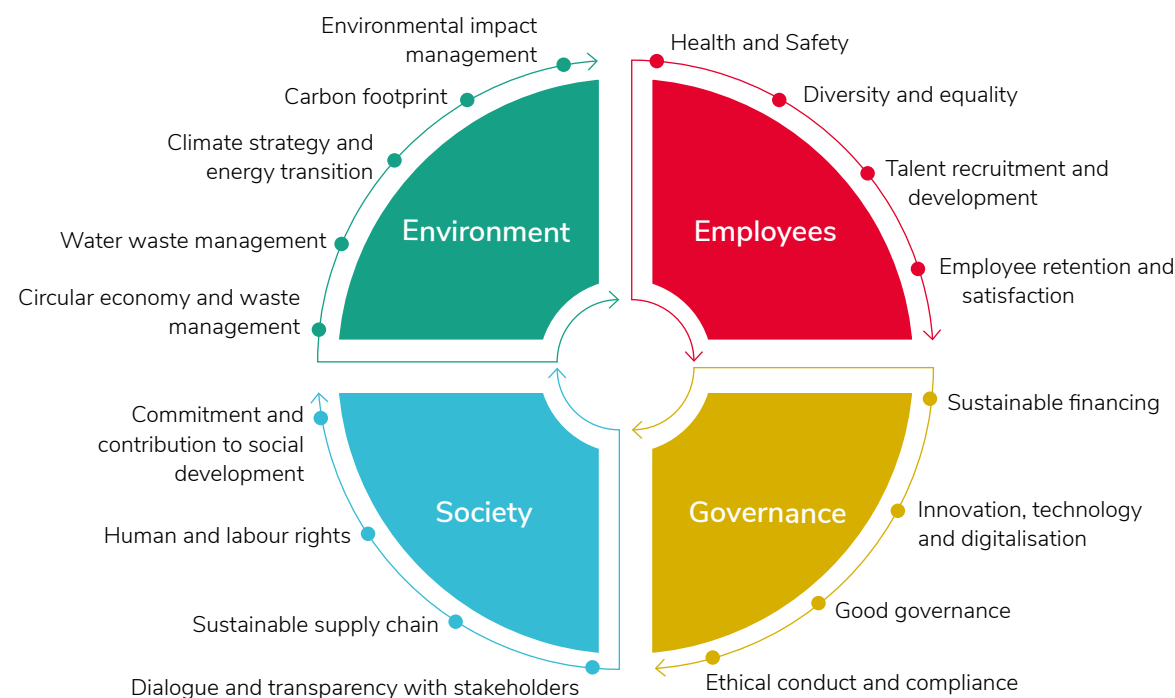 Environmental impact
management
Carbon footprint
Climate strategy and
energy transition
Water waste management
Circular economy and waste
management
Environment
Health and Safety
Diversity and equality
Talent recruitment and
development
Employee retention and
satisfaction
Employees
Commitment and
contribution to social
development
Human and labour rights
Sustainable supply chain
Dialogue and transparency with stakeholders
Society
Sustainable financing
Innovation, technology
and digitalisation
Good governance
Ethical conduct and compliance
Governance